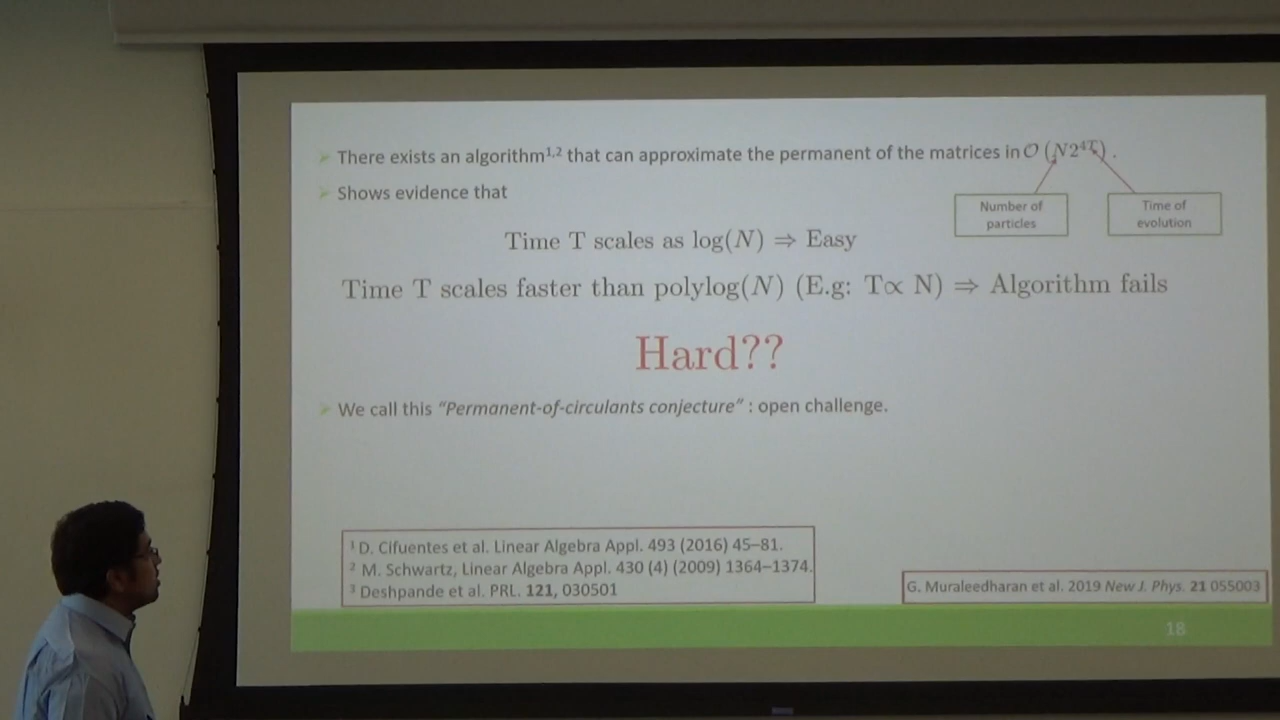 There exists an algorithm¹,² that can approximate the permanent of the matrices in O (N2⁴ᵀ) .
Shows evidence that
Number of
particles
Time of
evolution
Time T scales as log(N) ⇒ Easy
Time T scales faster than polylog(N) (E.g: T∝ N) ⇒ Algorithm fails
Hard??
We call this "Permanent-of-circulants conjecture" : open challenge.
¹ D. Cifuentes et al. Linear Algebra Appl. 493 (2016) 45–81.
² M. Schwartz, Linear Algebra Appl. 430 (4) (2009) 1364–1374.
³ Deshpande et al. PRL. 121, 030501
G. Muraleedharan et al. 2019 New J. Phys. 21 055003
18